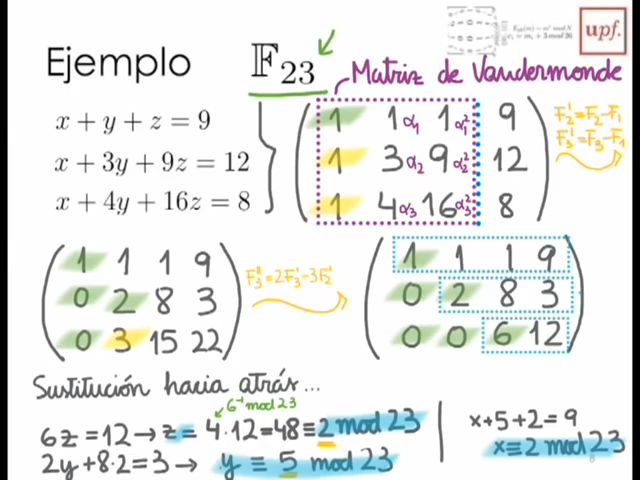 upf.
Ejemplo
𝔽23
Matriz de Vandermonde
x + y + z = 9
x + 3y + 9z = 12
x + 4y + 16z = 8
1 1α1 1α1² 9
1 3α2 9α2² 12
1 4α3 16α3² 8
F2'=F2-F1
F3'=F3-F1
1 1 1 9
0 2 8 3
0 3 15 22
F3''=2F3'-3F2'
1 1 1 9
0 2 8 3
0 0 6 12
Sustitución hacia atrás...
6⁻¹ mod 23
6z = 12 → z = 4·12 = 48 ≡ 2 mod 23
2y + 8·2 = 3 → y ≡ 5 mod 23
x + 5 + 2 = 9
x ≡ 2 mod 23